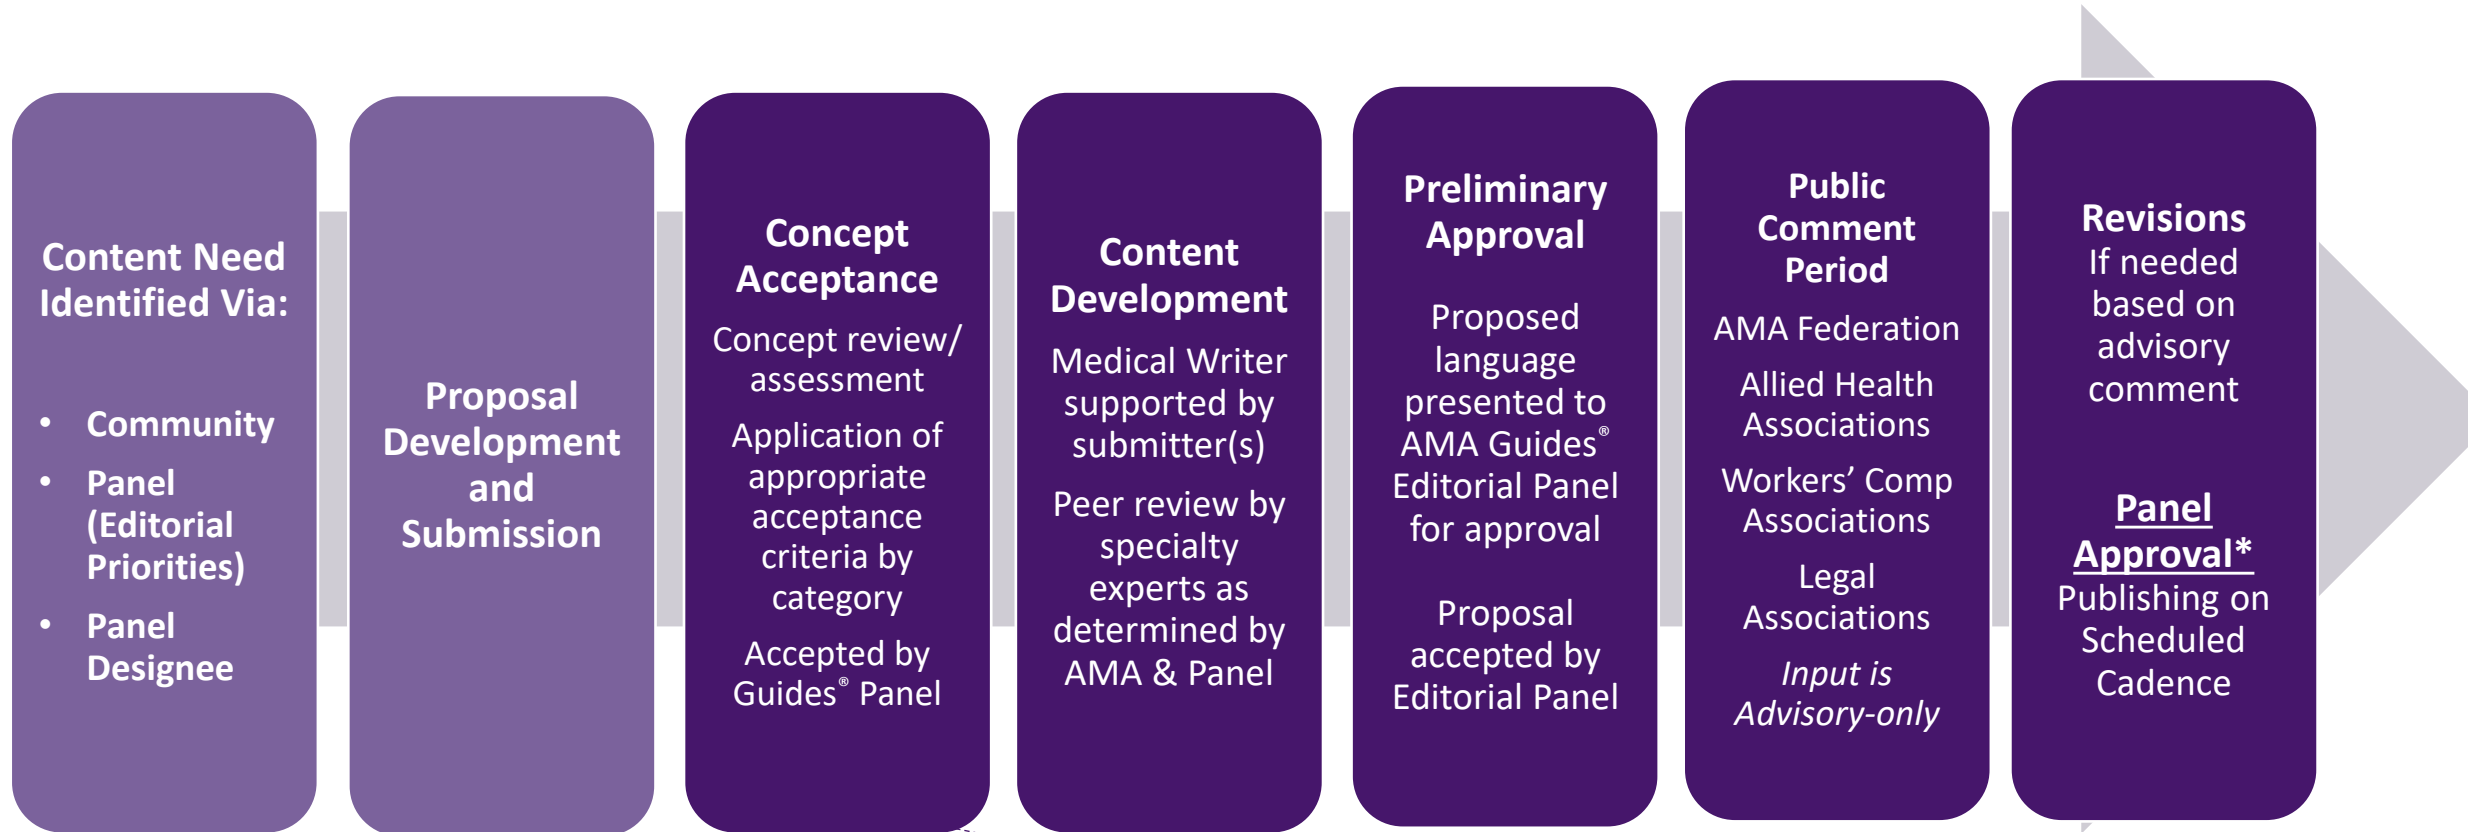 Content Need
Identified Via:
• Community
• Panel
(Editorial
Priorities)
• Panel
Designee
Proposal
Development
and
Submission
Concept
Acceptance
Concept review/
assessment
Application of
appropriate
acceptance
criteria by
category
Accepted by
Guides® Panel
Content
Development
Medical Writer
supported by
submitter(s)
Peer review by
specialty
experts as
determined by
AMA & Panel
Preliminary
Approval
Proposed
language
presented to
AMA Guides®
Editorial Panel
for approval
Proposal
accepted by
Editorial Panel
Public
Comment
Period
AMA Federation
Allied Health
Associations
Workers’ Comp
Associations
Legal
Associations
Input is
Advisory-only
Revisions
If needed
based on
advisory
comment
Panel
Approval*
Publishing on
Scheduled
Cadence